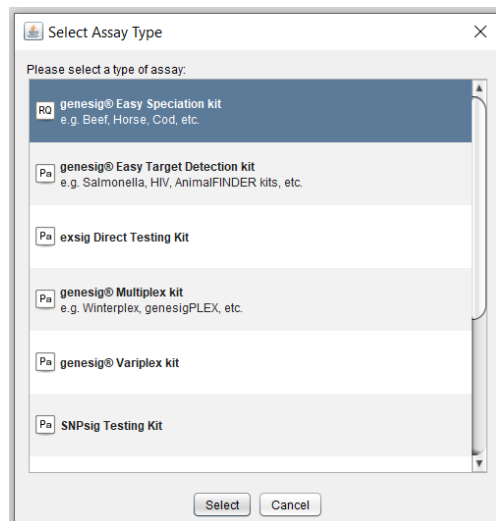 Select Assay Type
Please select a type of assay:
RQ genesig® Easy Speciation kit
e.g. Beef, Horse, Cod, etc.
Pa genesig® Easy Target Detection kit
e.g. Salmonella, HIV, AnimalFINDER kits, etc.
Pa exsig Direct Testing Kit
Pa genesig® Multiplex kit
e.g. Winterplex, genesigPLEX, etc.
Pa genesig® Variplex kit
Pa SNPsig Testing Kit
Select Cancel